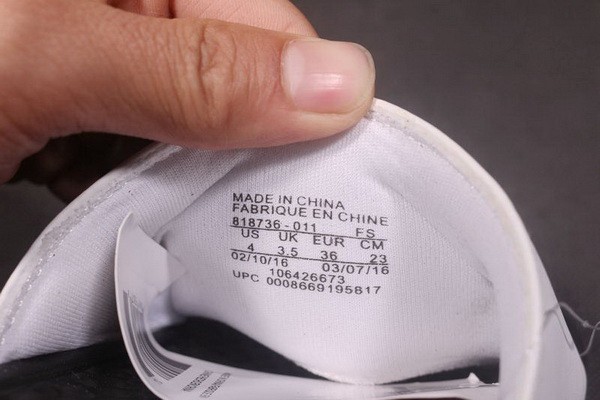 MADE IN CHINA
FABRIQUE EN CHINE
818736-011 FS
US UK EUR CM
4 3.5 36 23
02/10/16 03/07/16
106426673
UPC 0008669195817